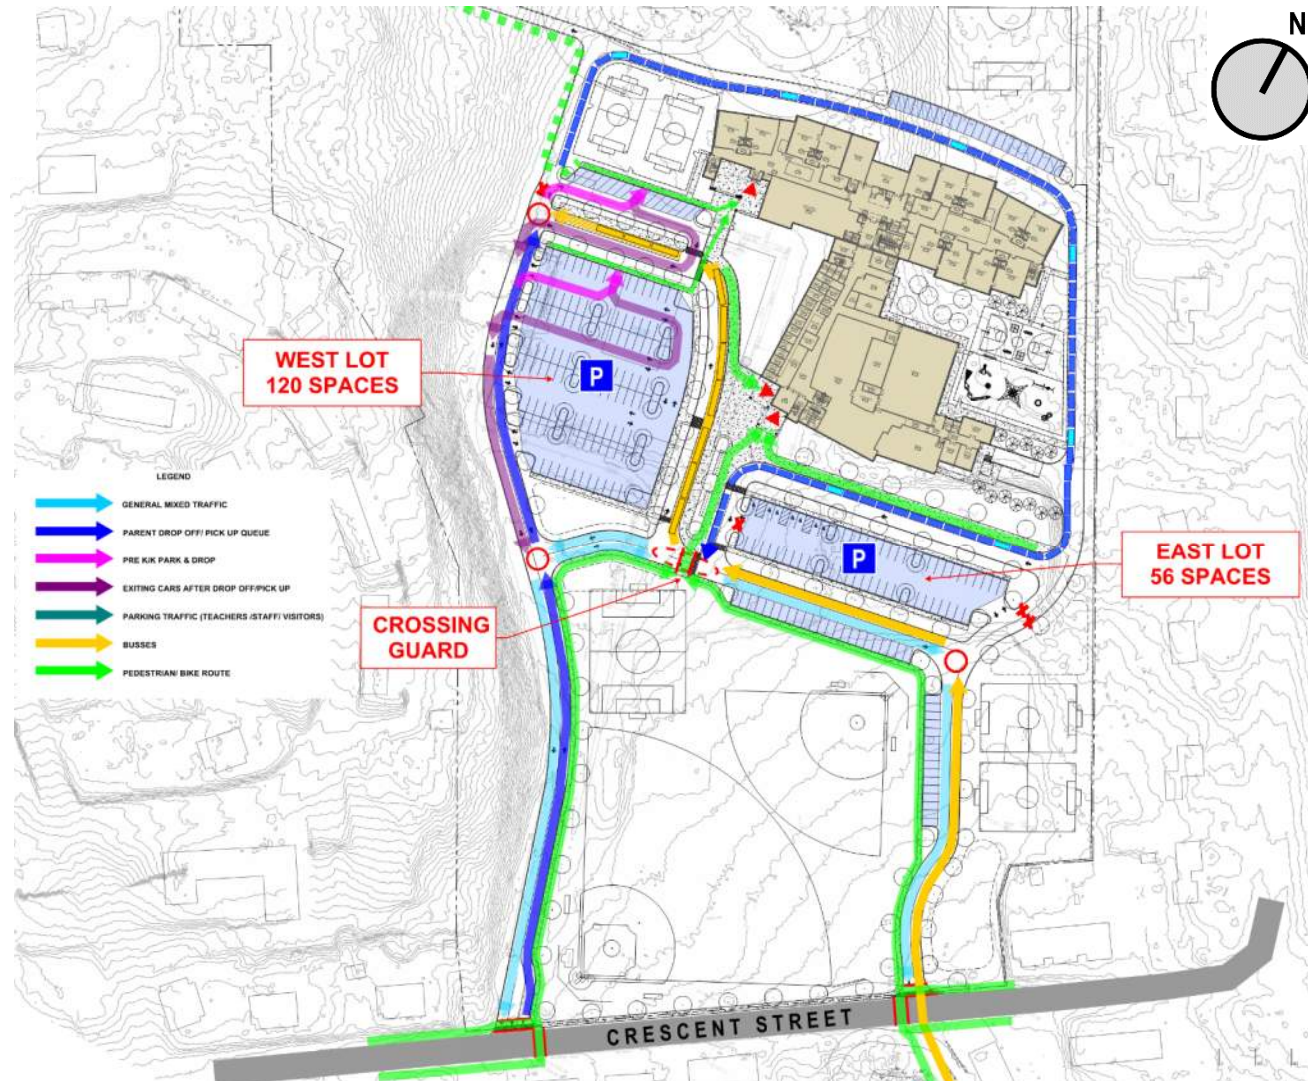 N
WEST LOT
120 SPACES
P
LEGEND
GENERAL MIXED TRAFFIC
PARENT DROP OFF/ PICK UP QUEUE
PRE K/K PARK & DROP
EXITING CARS AFTER DROP OFF/PICK UP
PARKING TRAFFIC (TEACHERS /STAFF/ VISITORS)
BUSSES
PEDESTRIAN/ BIKE ROUTE
P
EAST LOT
56 SPACES
CROSSING
GUARD
CRESCENT STREET